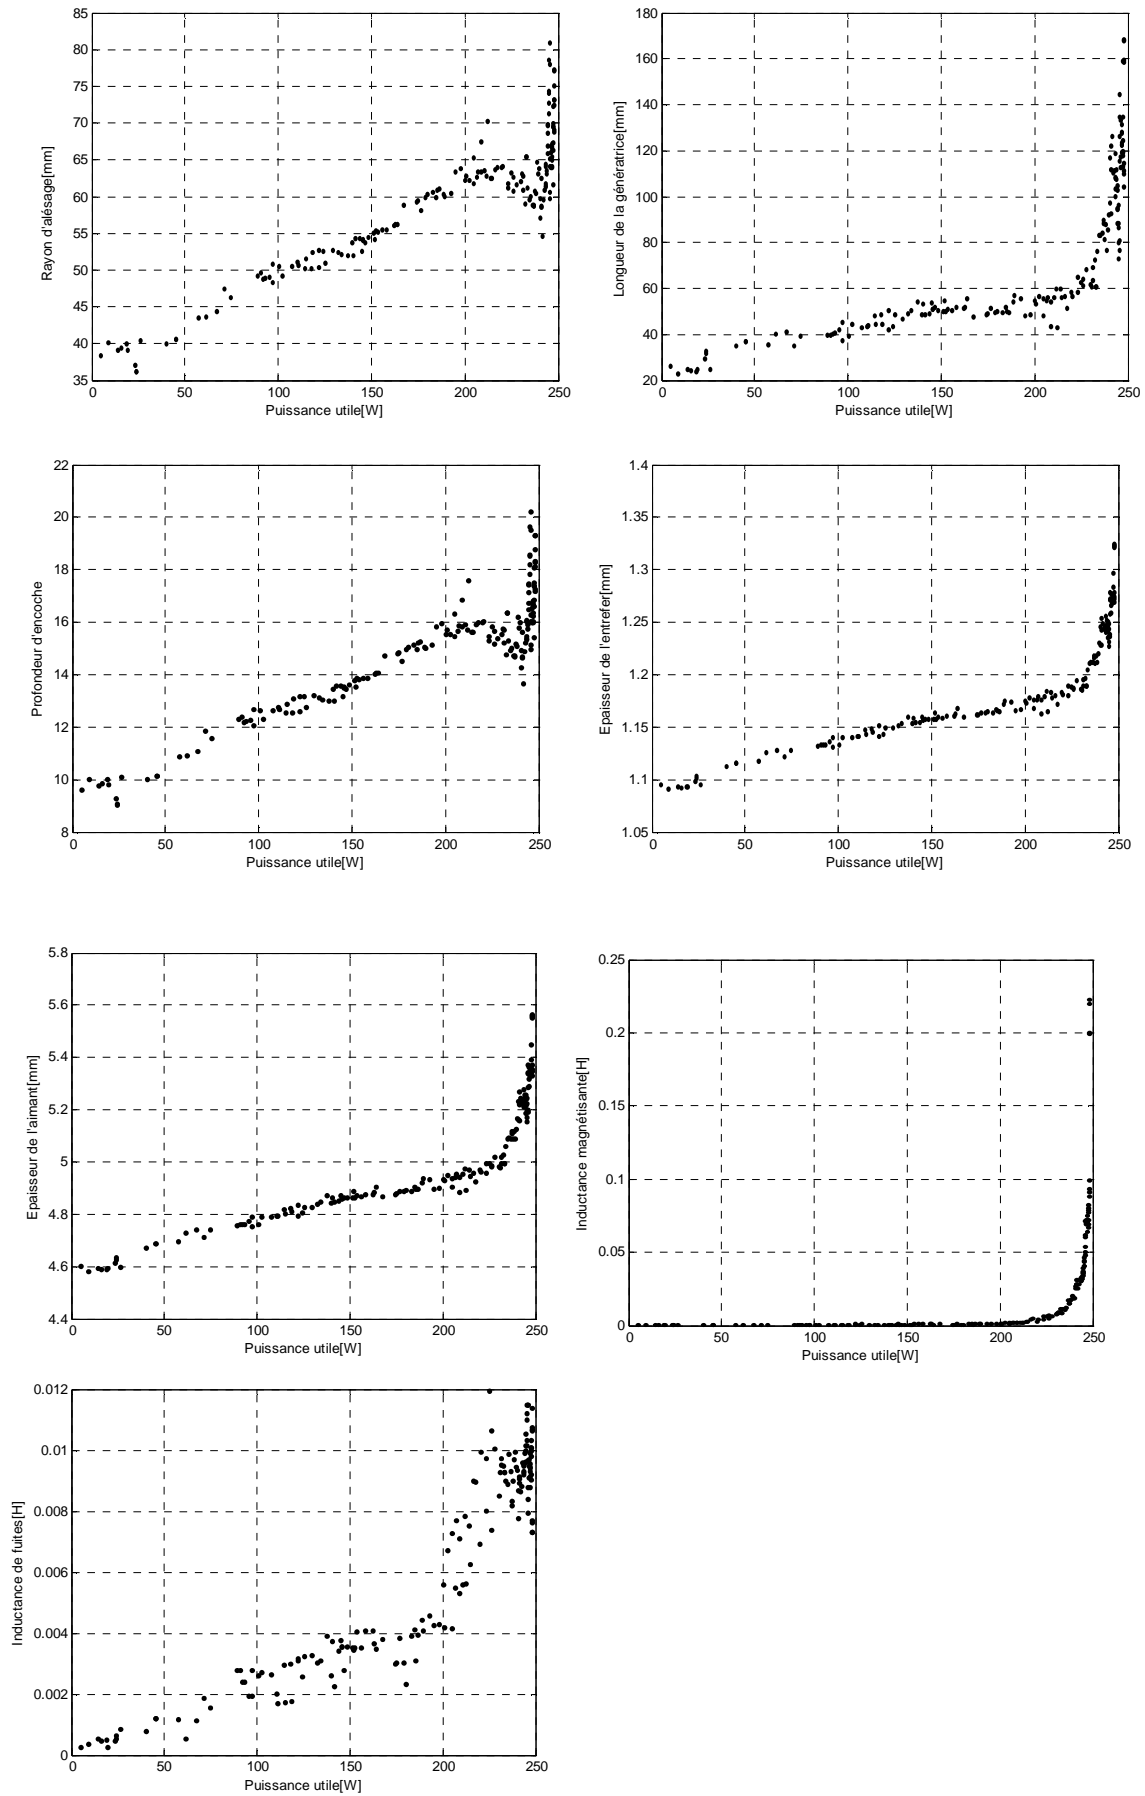 85
80
75
70
65
60
55
50
45
40
35
0 50 100 150 200 250
Puissance utile[W]
Rayon d'alésage[mm]
180
160
140
120
100
80
60
40
20
0 50 100 150 200 250
Puissance utile[W]
Longueur de la génératrice[mm]
22
20
18
16
14
12
10
8
0 50 100 150 200 250
Puissance utile[W]
Profondeur d'encoche
1.4
1.35
1.3
1.25
1.2
1.15
1.1
1.05
0 50 100 150 200 250
Puissance utile[W]
Epaisseur de l'entrefer[mm]
5.8
5.6
5.4
5.2
5
4.8
4.6
4.4
0 50 100 150 200 250
Puissance utile[W]
Epaisseur de l'aimant[mm]
0.25
0.2
0.15
0.1
0.05
0
0 50 100 150 200 250
Puissance utile[W]
Inductance magnétisante[H]
0.012
0.01
0.008
0.006
0.004
0.002
0
0 50 100 150 200 250
Puissance utile[W]
Inductance de fuites[H]